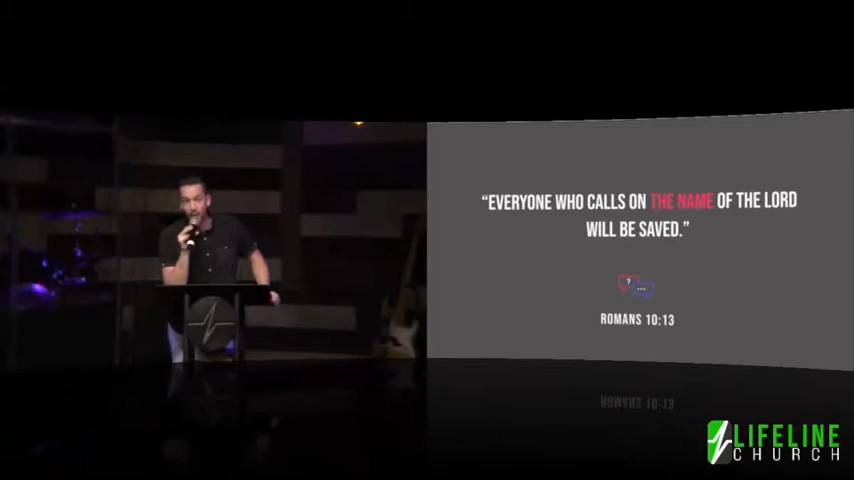 “EVERYONE WHO CALLS ON THE NAME OF THE LORD
WILL BE SAVED.”
?
...
ROMANS 10:13
LIFELINE
CHURCH